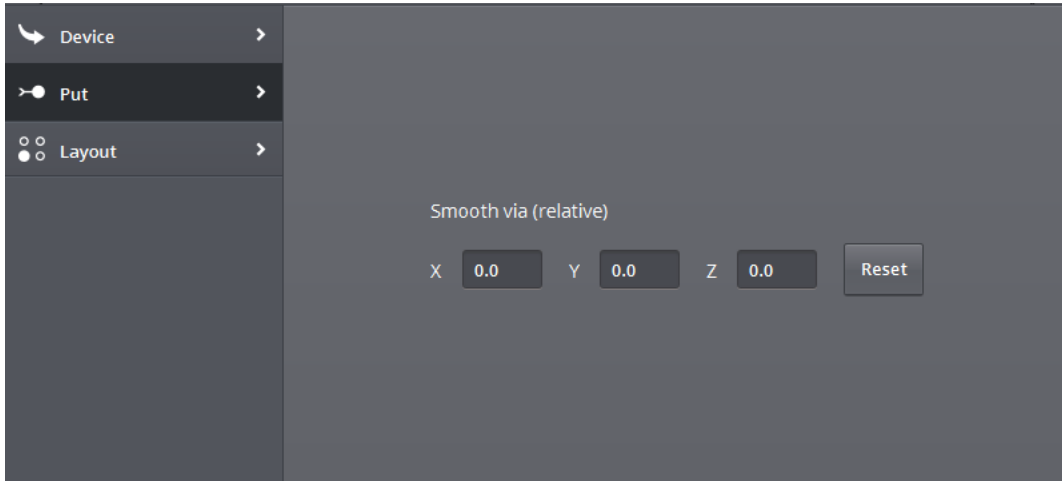 Device
Put
Layout
Smooth via (relative)
X 0.0 Y 0.0 Z 0.0 Reset